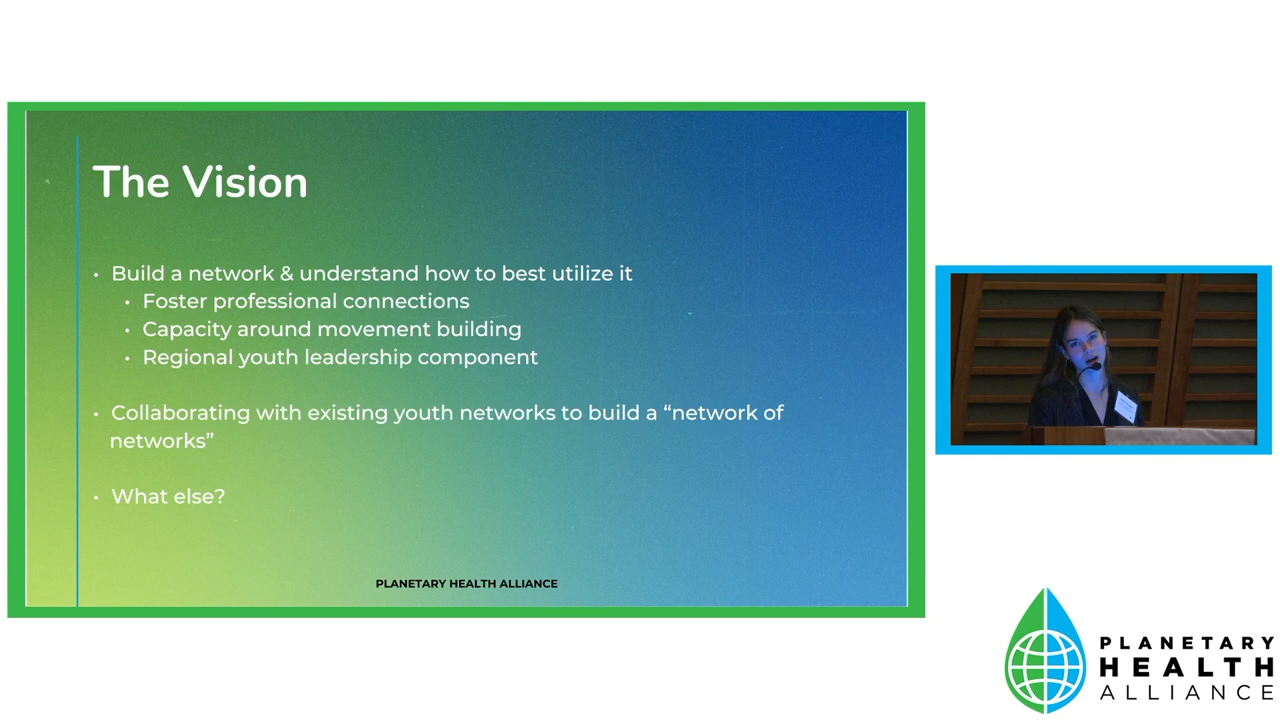 The Vision
• Build a network & understand how to best utilize it
• Foster professional connections
• Capacity around movement building
• Regional youth leadership component
• Collaborating with existing youth networks to build a “network of
networks”
• What else?
PLANETARY HEALTH ALLIANCE
PLANETARY
HEALTH
ALLIANCE